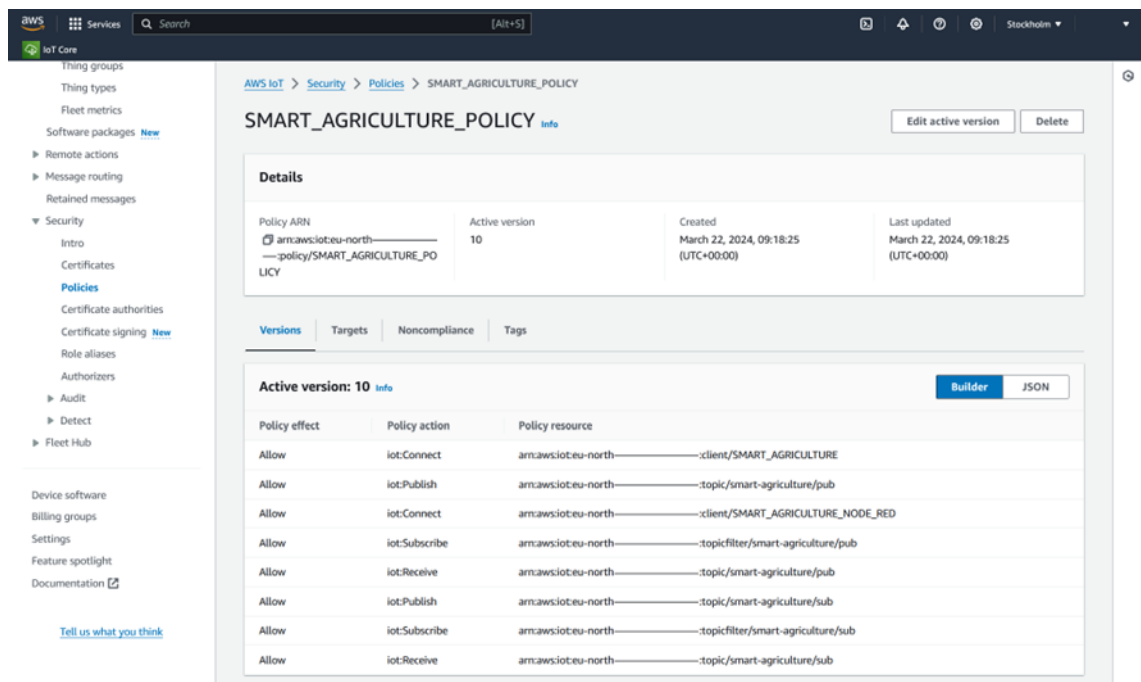 aws Services Search [Alt+S] Stockholm
IoT Core
Thing groups
Thing types
Fleet metrics
Software packages New
Remote actions
Message routing
Retained messages
Security
Intro
Certificates
Policies
Certificate authorities
Certificate signing New
Role aliases
Authorizers
Audit
Detect
Fleet Hub
Device software
Billing groups
Settings
Feature spotlight
Documentation
Tell us what you think
AWS IoT > Security > Policies > SMART_AGRICULTURE_POLICY
SMART_AGRICULTURE_POLICY Info Edit active version Delete
Details
Policy ARN
arn:aws:iot:eu-north
:policy/SMART_AGRICULTURE_PO
LICY
Active version
10
Created
March 22, 2024, 09:18:25
(UTC+00:00)
Last updated
March 22, 2024, 09:18:25
(UTC+00:00)
Versions Targets Noncompliance Tags
Active version: 10 Info Builder JSON
Policy effect Policy action Policy resource
Allow iot:Connect arn:aws:iot:eu-north :client/SMART_AGRICULTURE
Allow iot:Publish arn:aws:iot:eu-north :topic/smart-agriculture/pub
Allow iot:Connect arn:aws:iot:eu-north :client/SMART_AGRICULTURE_NODE_RED
Allow iot:Subscribe arn:aws:iot:eu-north :topicfilter/smart-agriculture/pub
Allow iot:Receive arn:aws:iot:eu-north :topic/smart-agriculture/pub
Allow iot:Publish arn:aws:iot:eu-north :topic/smart-agriculture/sub
Allow iot:Subscribe arn:aws:iot:eu-north :topicfilter/smart-agriculture/sub
Allow iot:Receive arn:aws:iot:eu-north :topic/smart-agriculture/sub